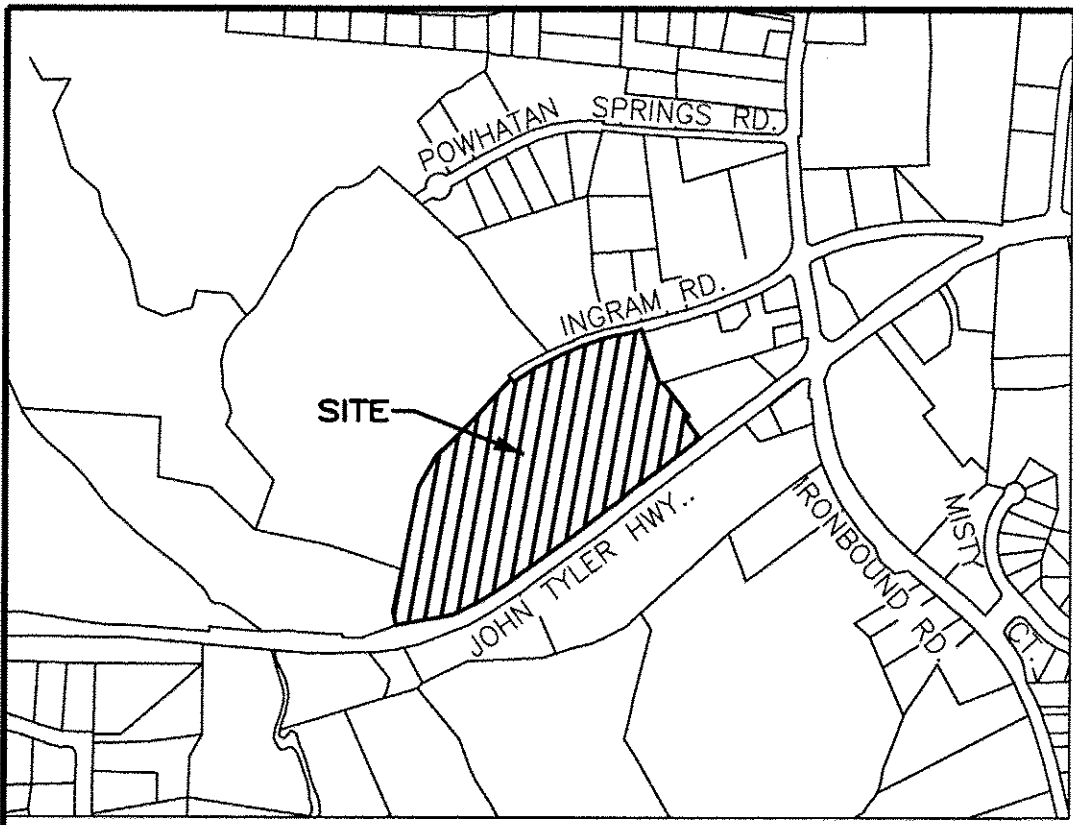 POWHATAN SPRINGS RD.
INGRAM RD.
SITE
JOHN TYLER HWY..
IRONBOUND RD.
MISTY CT.